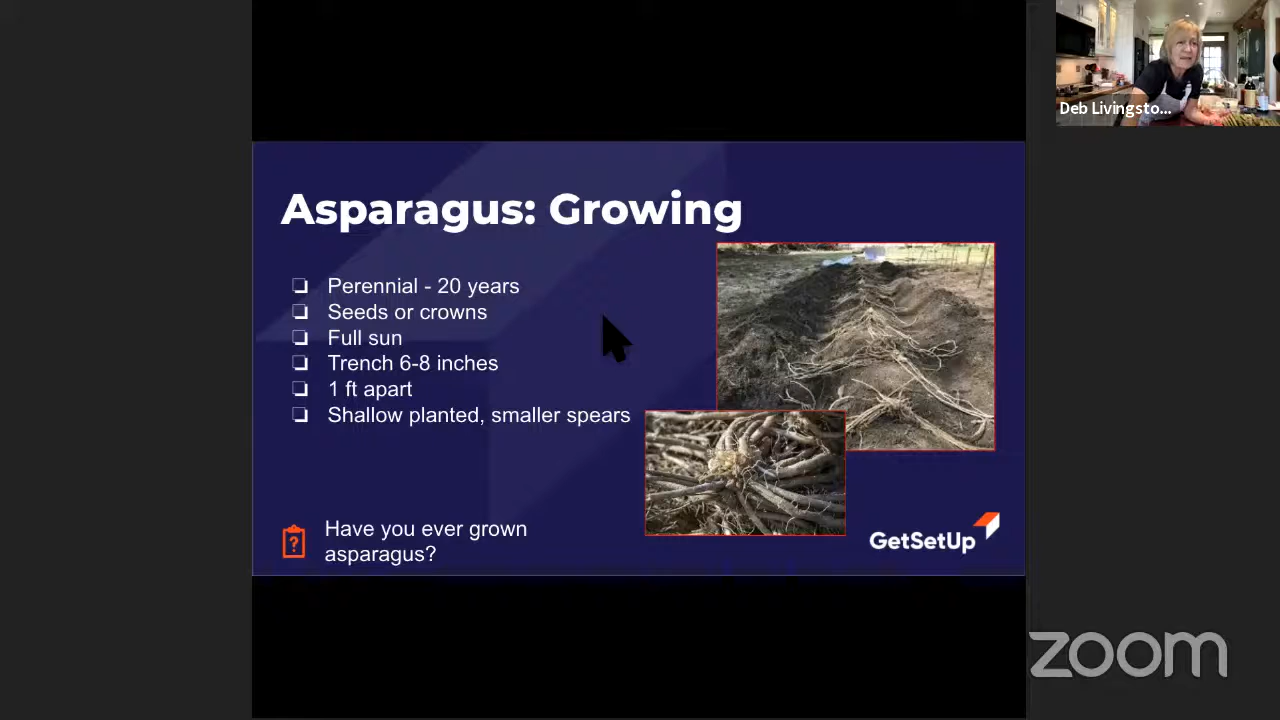 Deb Livingsto...
Asparagus: Growing
Perennial - 20 years
Seeds or crowns
Full sun
Trench 6-8 inches
1 ft apart
Shallow planted, smaller spears
Have you ever grown
asparagus?
GetSetUp
zoom